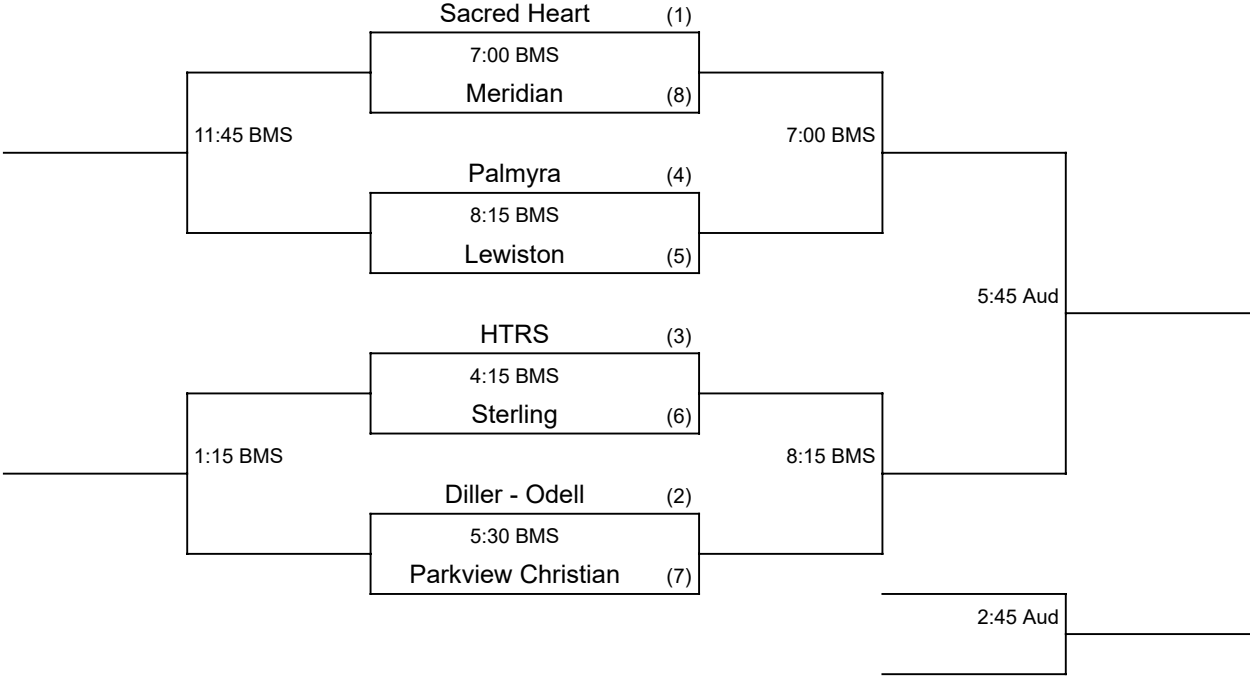 Sacred Heart (1)
7:00 BMS
Meridian (8)
11:45 BMS
7:00 BMS
Palmyra (4)
8:15 BMS
Lewiston (5)
5:45 Aud
HTRS (3)
4:15 BMS
Sterling (6)
1:15 BMS
8:15 BMS
Diller - Odell (2)
5:30 BMS
Parkview Christian (7)
2:45 Aud